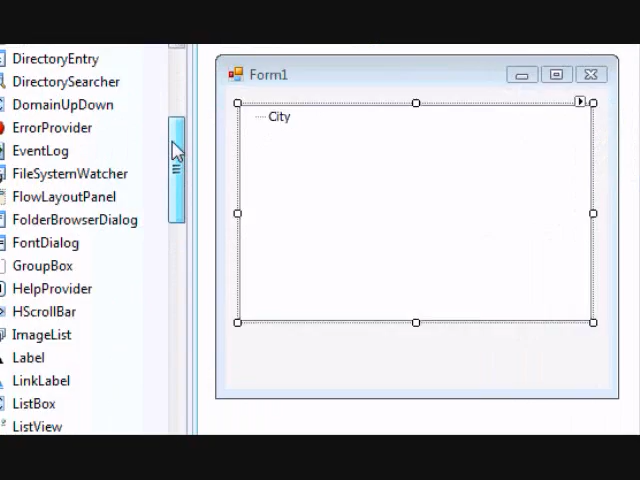 DirectoryEntry
DirectorySearcher
DomainUpDown
ErrorProvider
EventLog
FileSystemWatcher
FlowLayoutPanel
FolderBrowserDialog
FontDialog
GroupBox
HelpProvider
HScrollBar
ImageList
Label
LinkLabel
ListBox
ListView
Form1
City